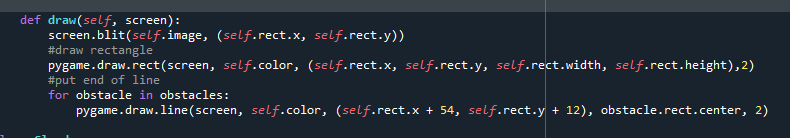 def draw(self, screen):
screen.blit(self.image, (self.rect.x, self.rect.y))
#draw rectangle
pygame.draw.rect(screen, self.color, (self.rect.x, self.rect.y, self.rect.width, self.rect.height),2)
#put end of line
for obstacle in obstacles:
pygame.draw.line(screen, self.color, (self.rect.x + 54, self.rect.y + 12), obstacle.rect.center, 2)